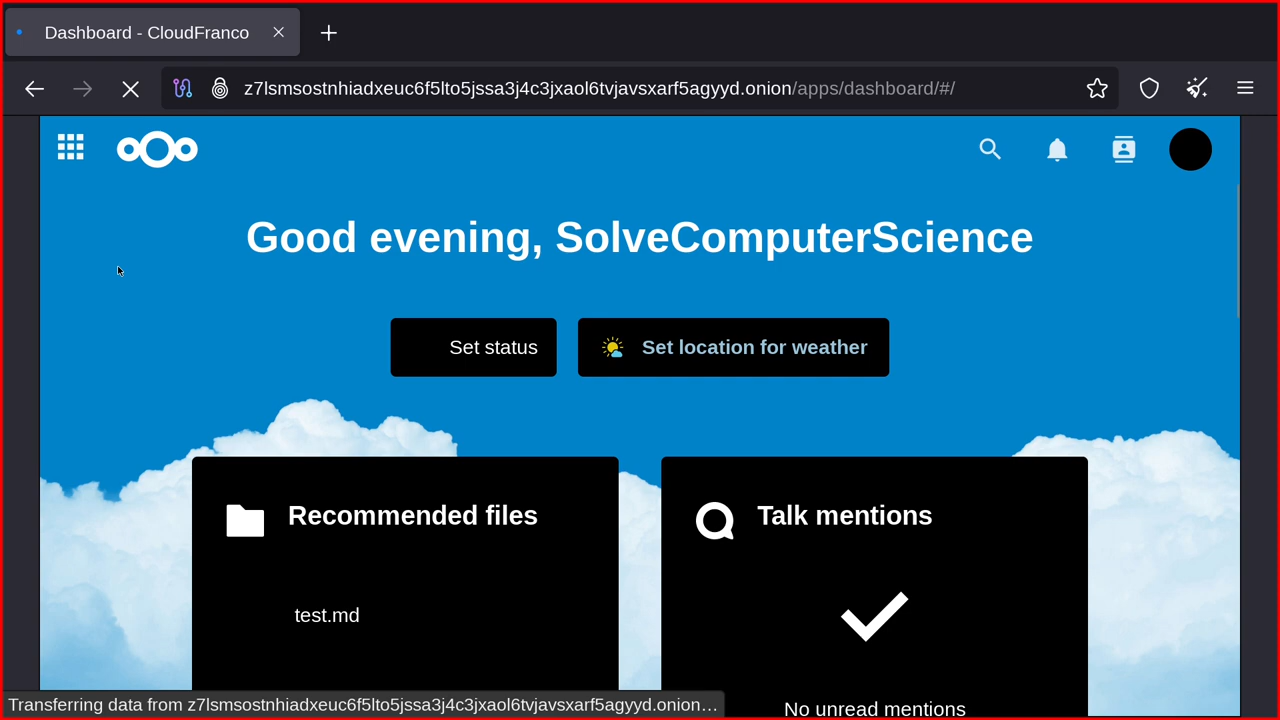 Dashboard - CloudFranco
z7lsmsostnhiadxeuc6f5lto5jssa3j4c3jxaol6tvjavsxarf5agyyd.onion/apps/dashboard/#/
Good evening, SolveComputerScience
Set status
Set location for weather
Recommended files
Talk mentions
test.md
No unread mentions
Transferring data from z7lsmsostnhiadxeuc6f5lto5jssa3j4c3jxaol6tvjavsxarf5agyyd.onion…